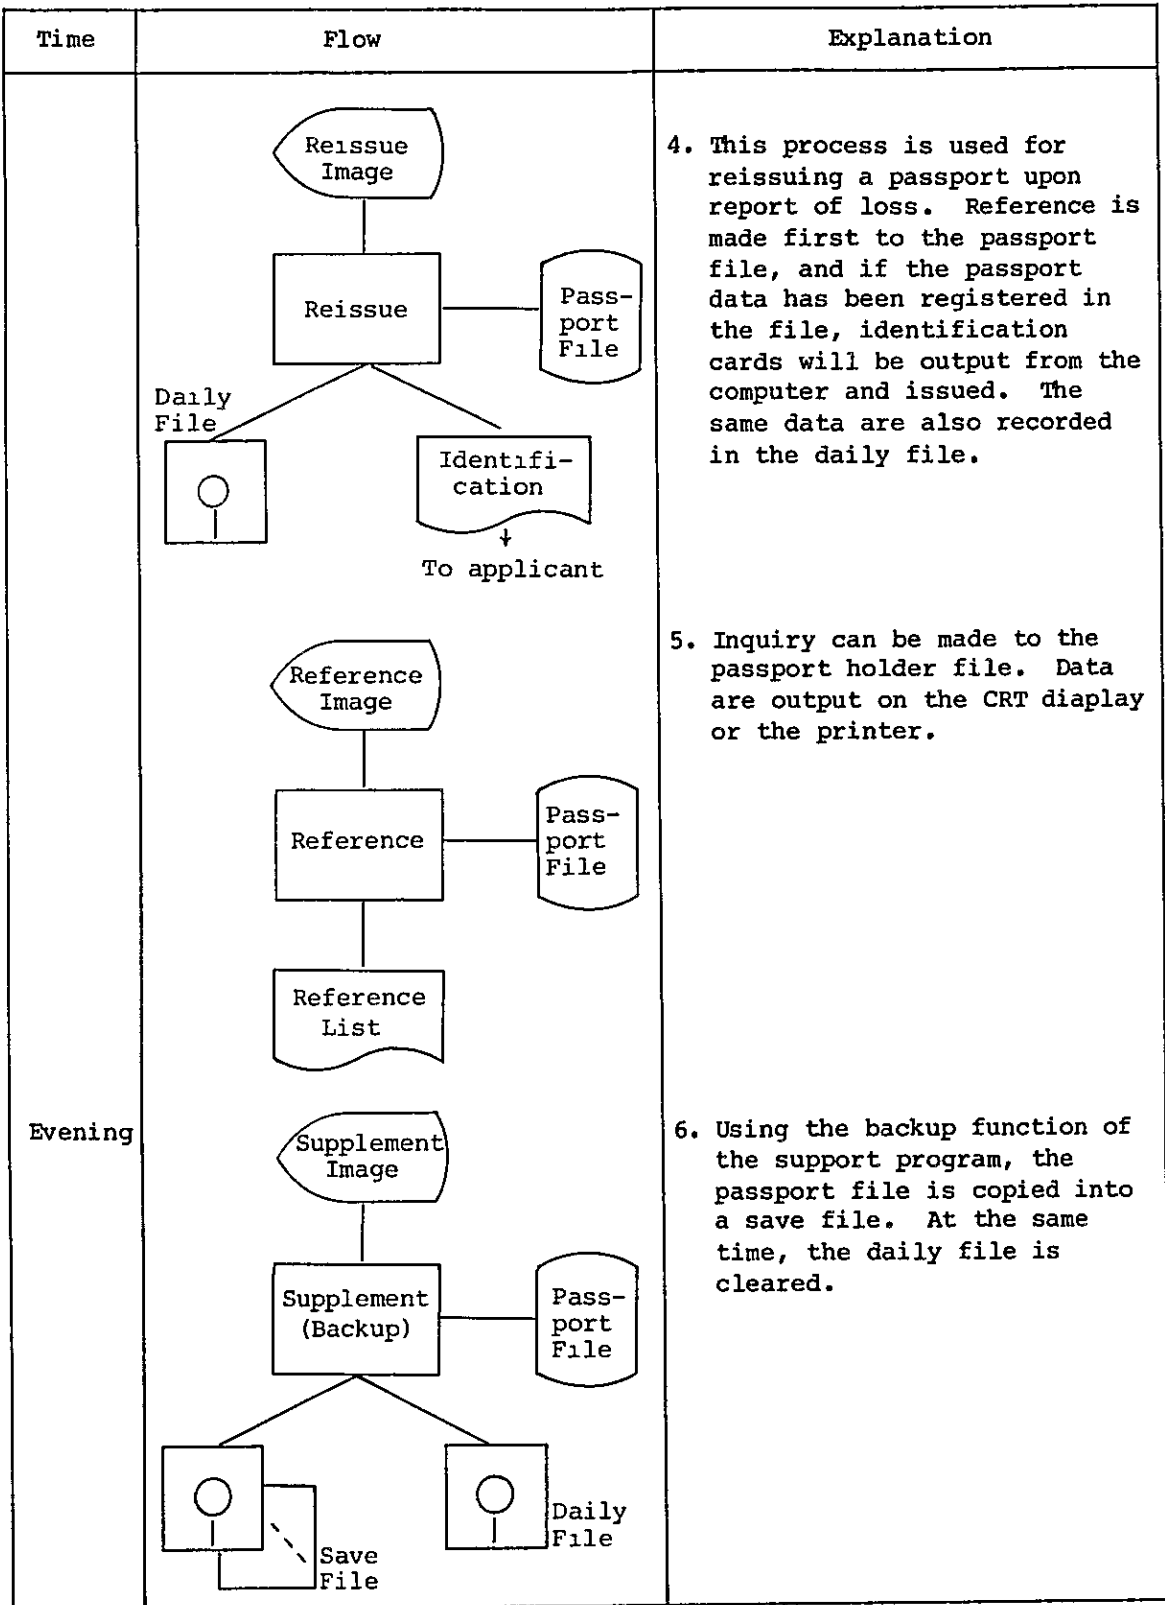 Time
Flow
Explanation
Reissue
Image
Reissue
Pass-
port
File
Daily
File
Identifi-
cation
To applicant
4. This process is used for
reissuing a passport upon
report of loss. Reference is
made first to the passport
file, and if the passport
data has been registered in
the file, identification
cards will be output from the
computer and issued. The
same data are also recorded
in the daily file.
Reference
Image
Reference
Pass-
port
File
Reference
List
5. Inquiry can be made to the
passport holder file. Data
are output on the CRT diaplay
or the printer.
Evening
Supplement
Image
Supplement
(Backup)
Pass-
port
File
Save
File
Daily
File
6. Using the backup function of
the support program, the
passport file is copied into
a save file. At the same
time, the daily file is
cleared.